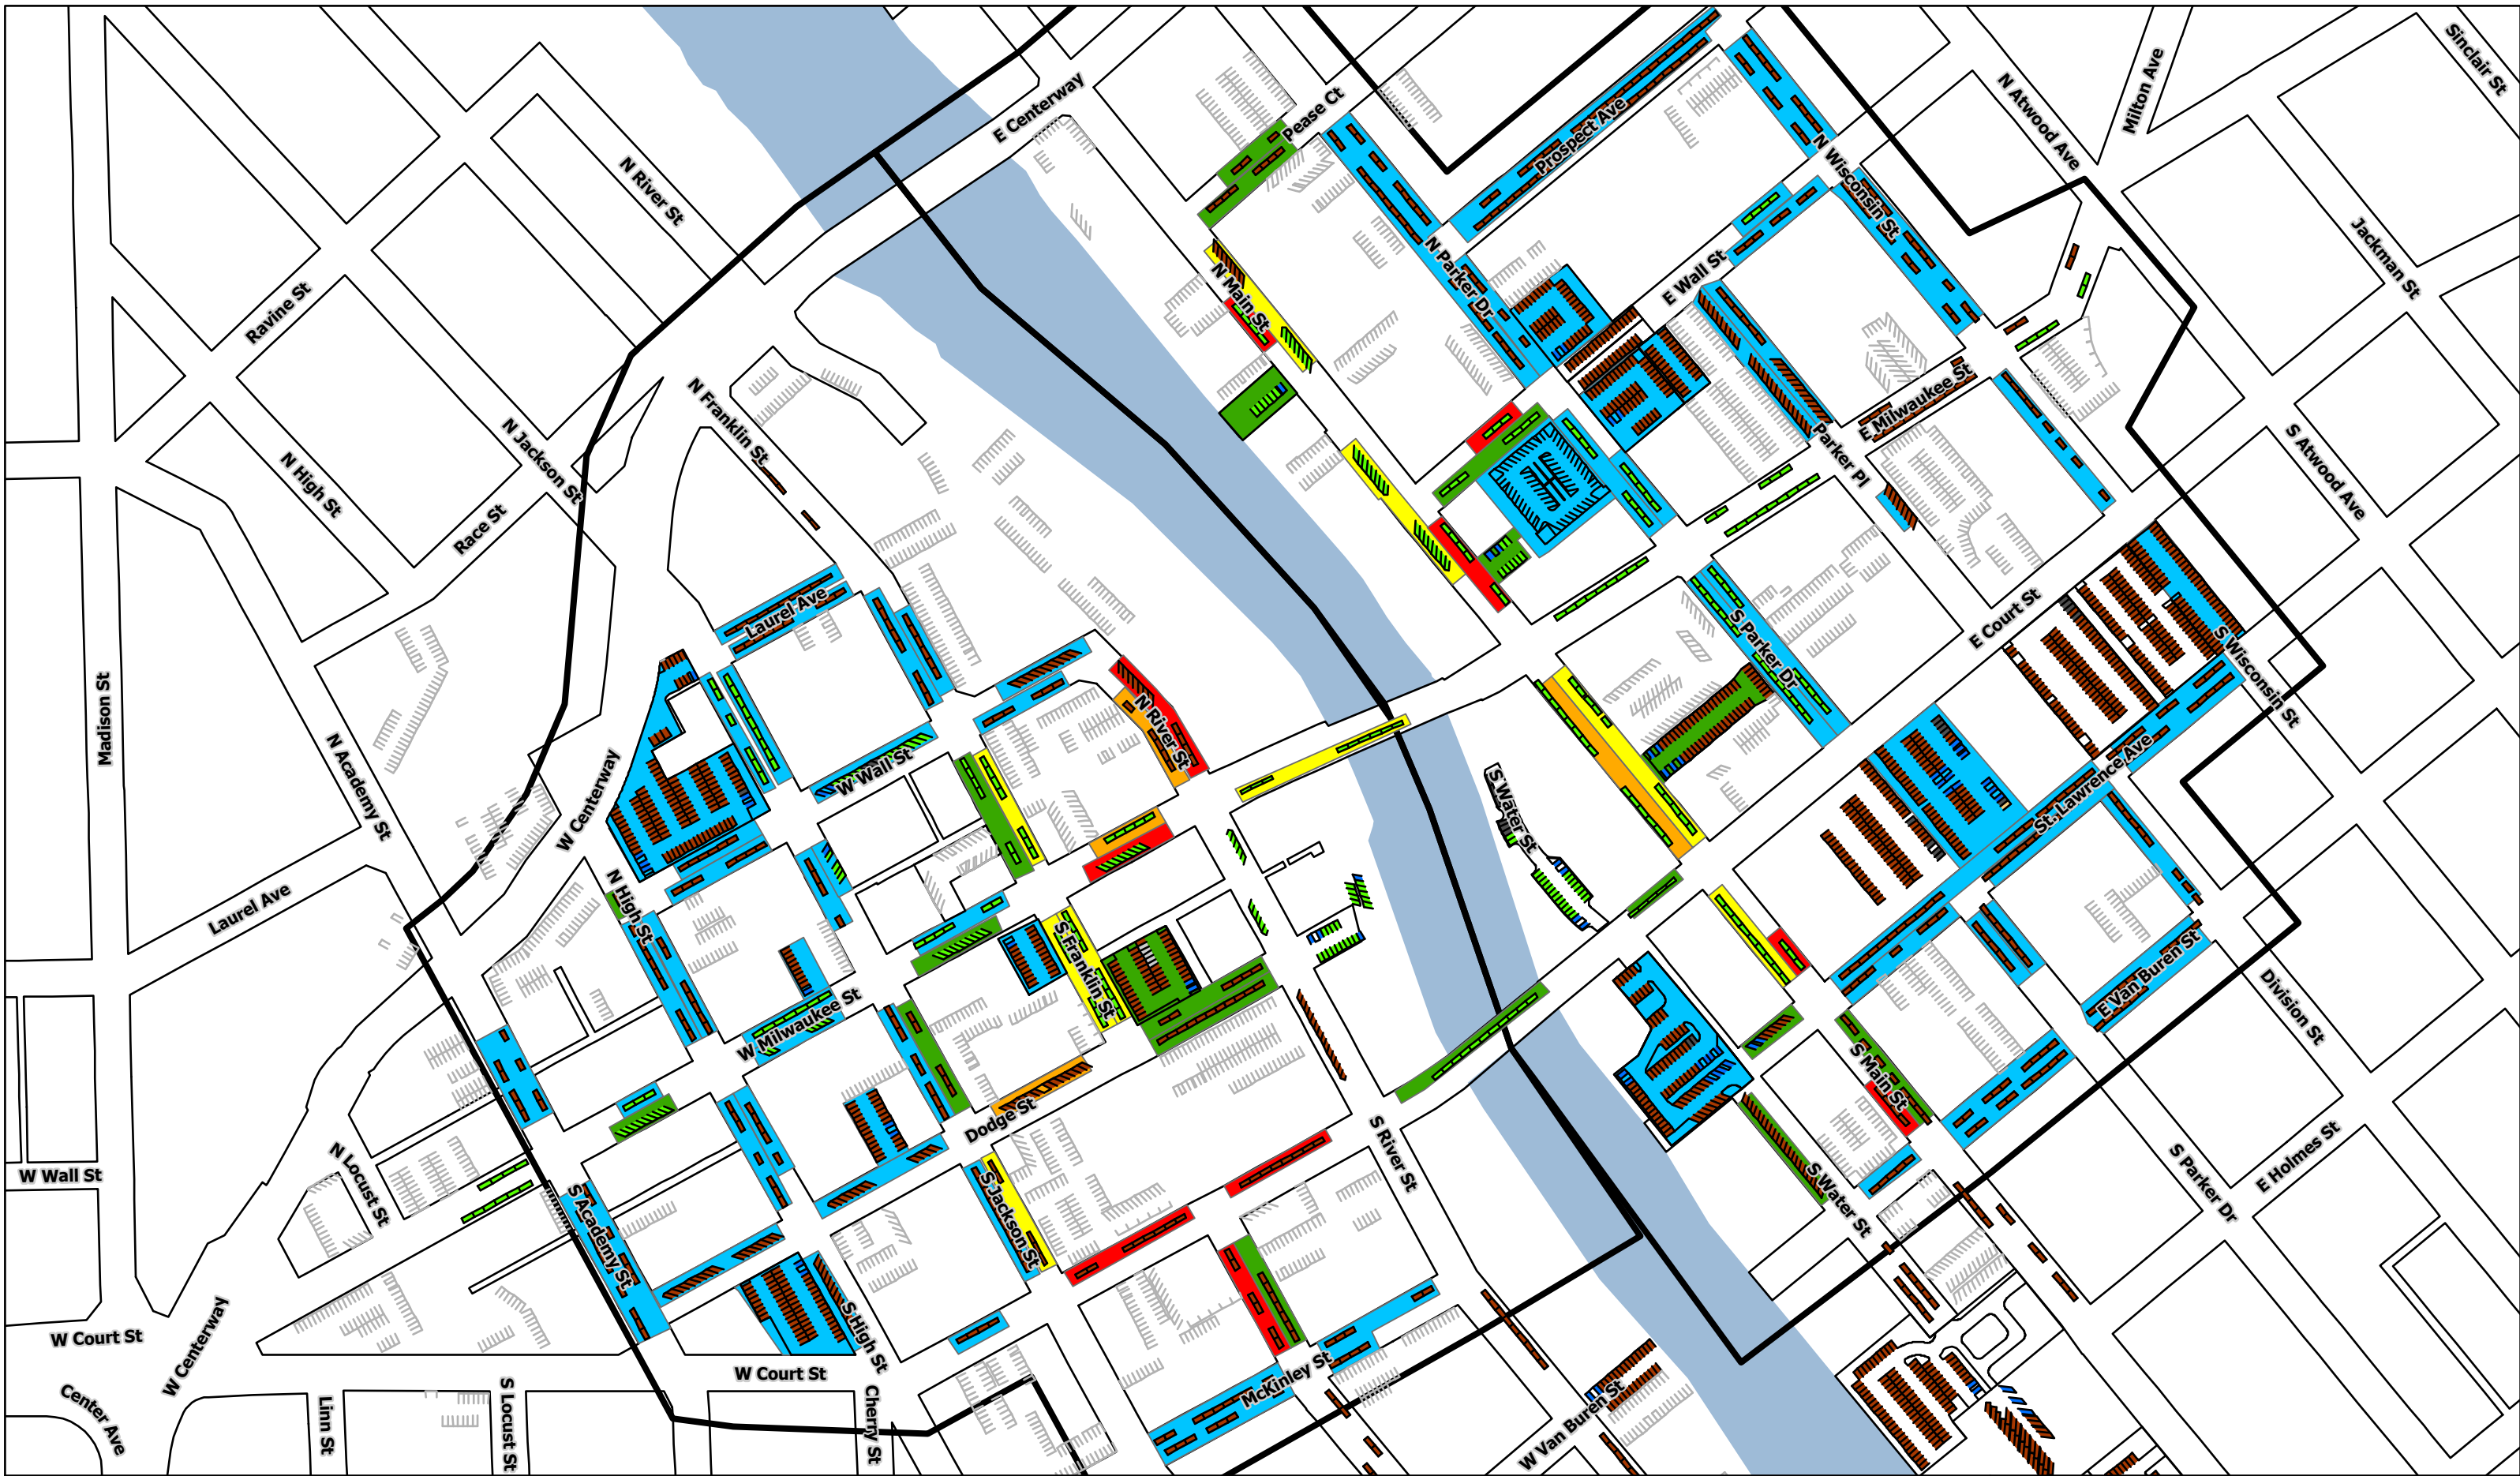 Sinclair St
Milton Ave
N Atwood Ave
E Centerway
Pease Ct
Prospect Ave
N Wisconsin St
N River St
Jackman St
N Parker Dr
E Wall St
N Main St
Ravine St
N Franklin St
E Milwaukee St
Parker Pl
S Atwood Ave
N Jackson St
N High St
Race St
Laurel Ave
E Court St
S Parker Dr
S Wisconsin St
Madison St
N River St
N Academy St
W Wall St
W Centerway
St. Lawrence Ave
S Water St
N High St
Laurel Ave
S Franklin St
E Van Buren St
Division St
W Milwaukee St
S Main St
Dodge St
S River St
W Wall St
N Locust St
S Parker Dr
E Holmes St
S Water St
S Jackson St
S Academy St
W Court St
S High St
W Centerway
W Court St
McKinley St
W Van Buren St
Center Ave
Linn St
S Locust St
Cherry St